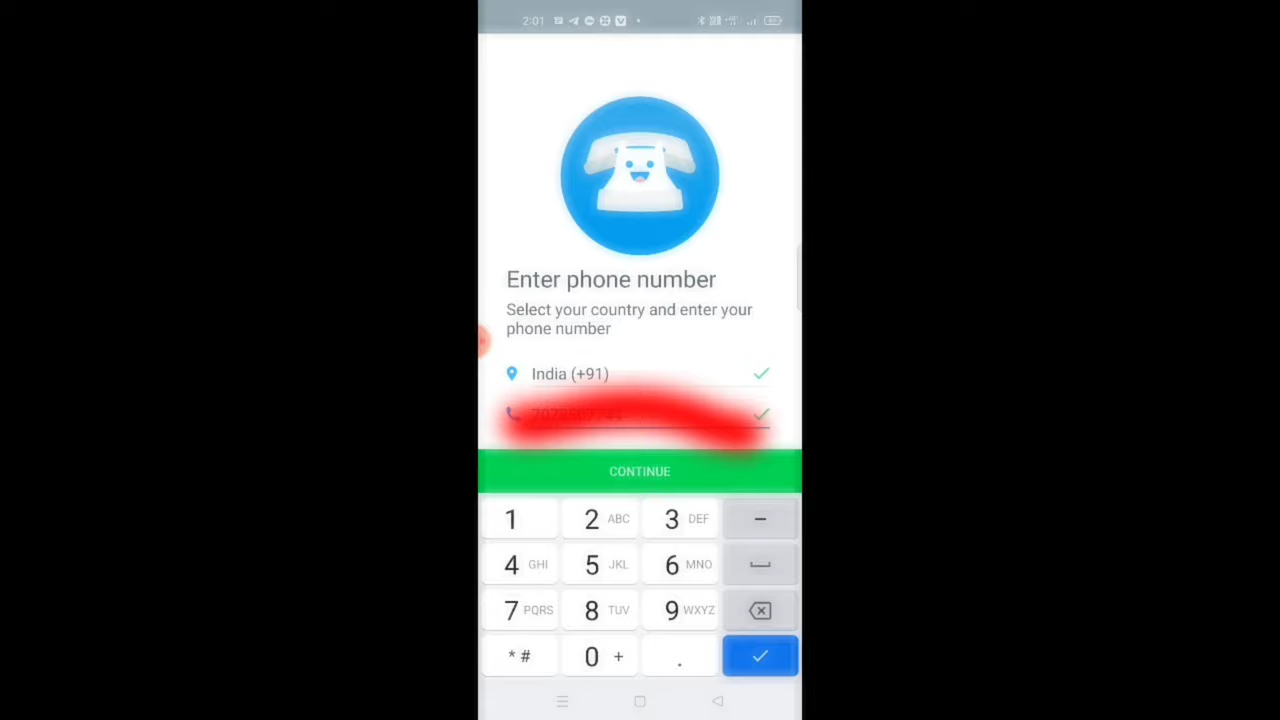 2:01
Enter phone number
Select your country and enter your
phone number
India (+91)
CONTINUE
1 2 ABC 3 DEF -
4 GHI 5 JKL 6 MNO
7 PQRS 8 TUV 9 WXYZ
* # 0 + .